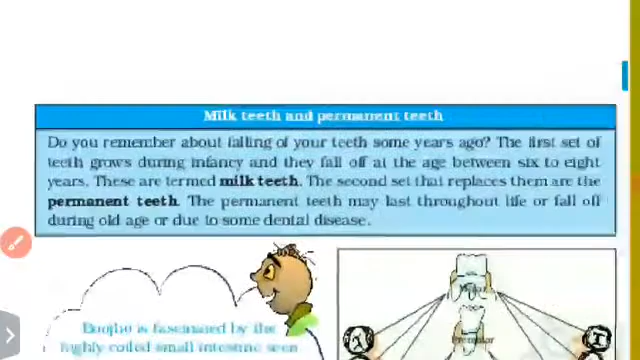 Milk teeth and permanent teeth
Do you remember about falling of your teeth some years ago? The first set of
teeth grows during infancy and they fall off at the age between six to eight
years. These are termed milk teeth. The second set that replaces them are the
permanent teeth. The permanent teeth may last throughout life or fall off
during old age or due to some dental disease.
Boojho is fascinated by the
highly coiled small intestine seen
Premolar